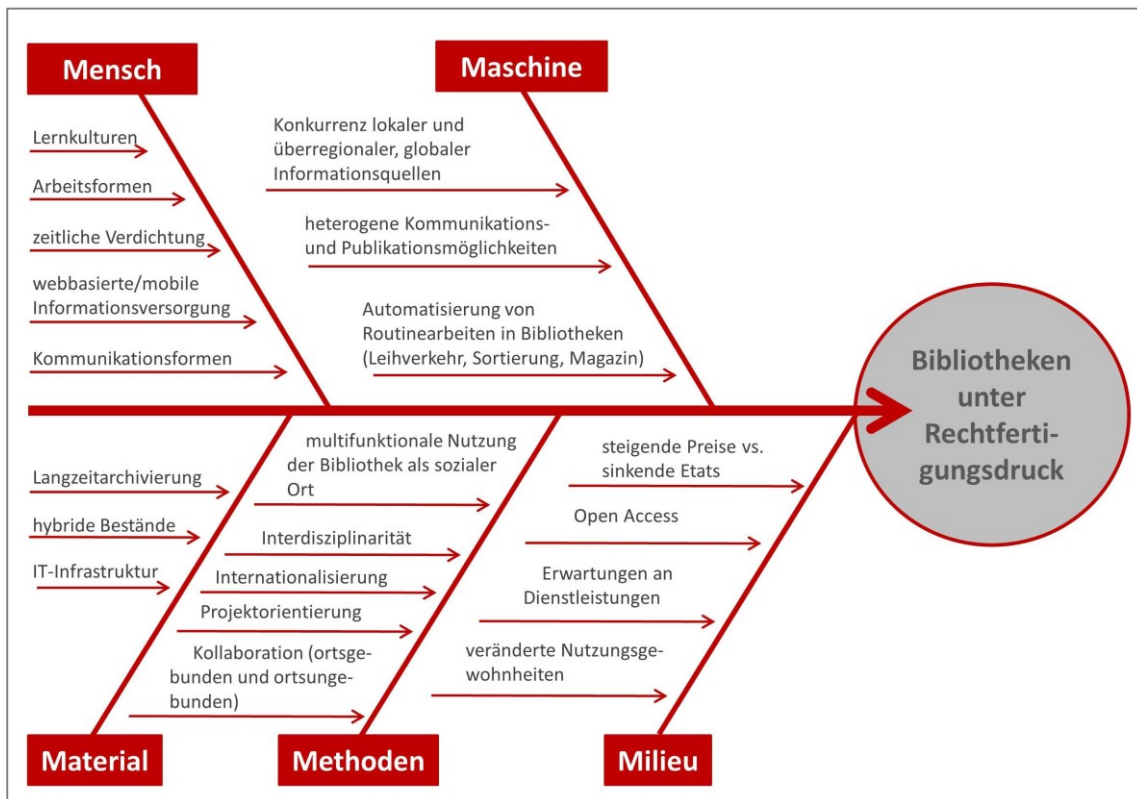 Mensch
Lernkulturen
Arbeitsformen
zeitliche Verdichtung
webbasierte/mobile
Informationsversorgung
Kommunikationsformen
Maschine
Konkurrenz lokaler und
überregionaler, globaler
Informationsquellen
heterogene Kommunikations-
und Publikationsmöglichkeiten
Automatisierung von
Routinearbeiten in Bibliotheken
(Leihverkehr, Sortierung, Magazin)
Bibliotheken
unter
Rechtferti-
gungsdruck
Langzeitarchivierung
hybride Bestände
IT-Infrastruktur
Material
multifunktionale Nutzung
der Bibliothek als sozialer
Ort
Interdisziplinarität
Internationalisierung
Projektorientierung
Kollaboration (ortsge-
bunden und ortsunge-
bunden)
Methoden
steigende Preise vs.
sinkende Etats
Open Access
Erwartungen an
Dienstleistungen
veränderte Nutzungsge-
wohnheiten
Milieu